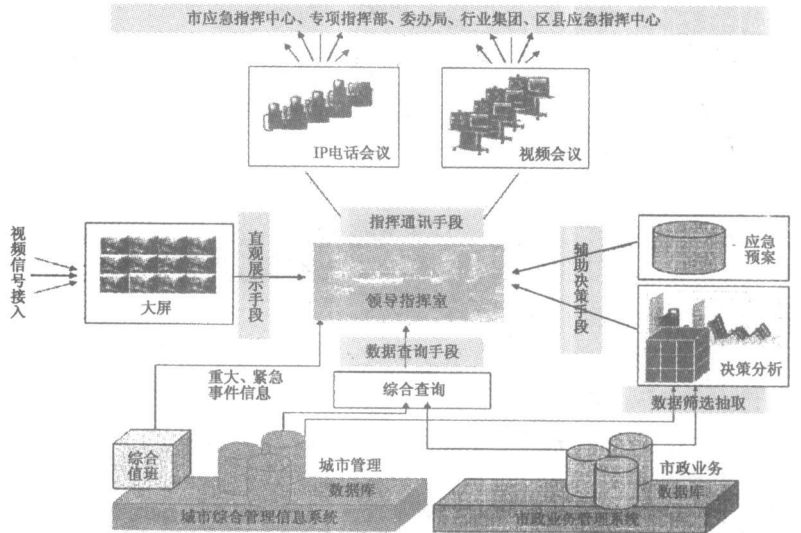 市应急指挥中心、专项指挥部、委办局、行业集团、区县应急指挥中心
IP电话会议
视频会议
指挥通讯手段
视频信号接入
大屏
直观展示手段
领导指挥室
辅助决策手段
应急
预案
决策分析
数据查询手段
重大、紧急
事件信息
综合查询
数据筛选抽取
综合
值班
城市管理
数据库
城市综合管理信息系统
市政业务
数据库
市政业务管理系统